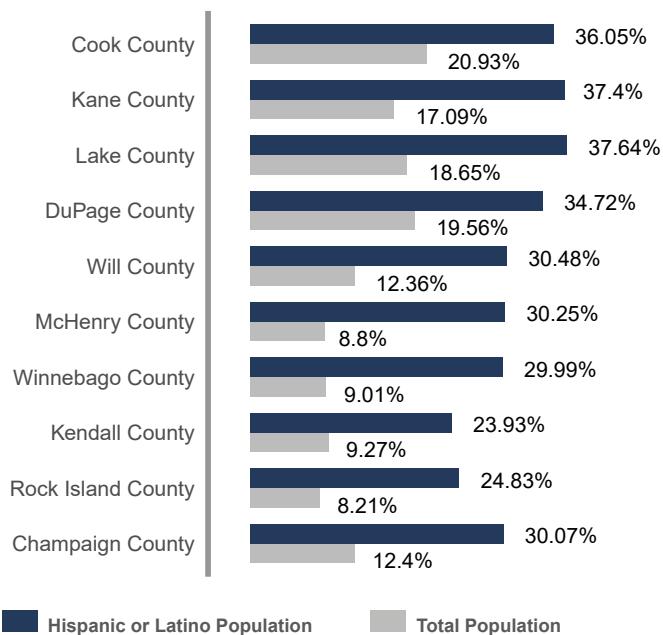 Cook County
36.05%
20.93%
Kane County
37.4%
17.09%
Lake County
37.64%
18.65%
DuPage County
34.72%
19.56%
Will County
30.48%
12.36%
McHenry County
30.25%
8.8%
Winnebago County
29.99%
9.01%
Kendall County
23.93%
9.27%
Rock Island County
24.83%
8.21%
Champaign County
30.07%
12.4%
Hispanic or Latino Population
Total Population